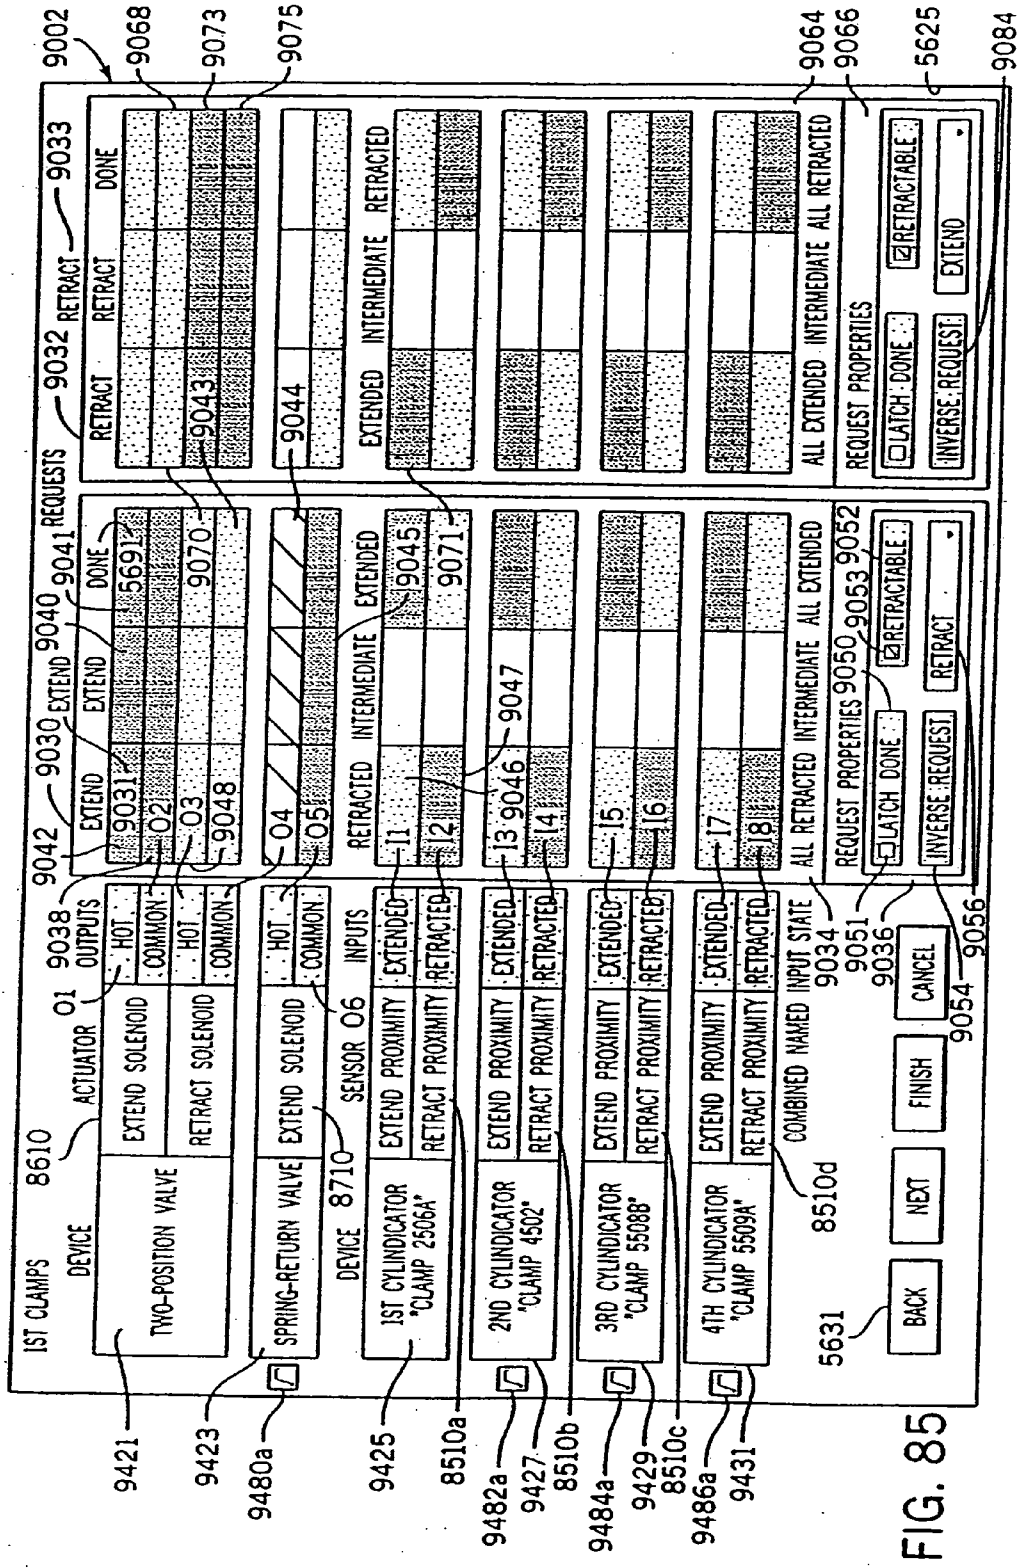 9002
9068
9073
9075
9042
9030
EXTEND
9040
9041
REQUESTS
9032
RETRACT
9033
1ST CLAMPS
8610
O1
9038
DEVICE
ACTUATOR
OUTPUTS
EXTEND
EXTEND
DONE
RETRACT
RETRACT
DONE
9421
TWO-POSITION VALVE
EXTEND SOLENOID
HOT
9031
5691
COMMON
O2
RETRACT SOLENOID
HOT
O3
9070
9043
COMMON
9048
9423
SPRING-RETURN VALVE
EXTEND SOLENOID
HOT
O4
9044
COMMON
O5
9480a
8710
DEVICE
SENSOR
O6
INPUTS
RETRACTED
INTERMEDIATE
EXTENDED
EXTENDED
INTERMEDIATE
RETRACTED
9425
1ST CYLINDICATOR
"CLAMP 2506A"
EXTEND PROXIMITY
EXTENDED
I1
9045
RETRACT PROXIMITY
RETRACTED
I2
9071
8510a
9482a
2ND CYLINDICATOR
"CLAMP 4502"
EXTEND PROXIMITY
EXTENDED
I3
9046
9047
RETRACT PROXIMITY
RETRACTED
I4
9427
8510b
9484a
3RD CYLINDICATOR
"CLAMP 5508B"
EXTEND PROXIMITY
EXTENDED
I5
RETRACT PROXIMITY
RETRACTED
I6
9429
8510c
9486a
4TH CYLINDICATOR
"CLAMP 5509A"
EXTEND PROXIMITY
EXTENDED
I7
RETRACT PROXIMITY
RETRACTED
I8
9431
8510d
COMBINED NAMED INPUT STATE
ALL RETRACTED
INTERMEDIATE
ALL EXTENDED
ALL EXTENDED
INTERMEDIATE
ALL RETRACTED
9064
9034
REQUEST PROPERTIES
9050
9053
9052
REQUEST PROPERTIES
9066
9051
LATCH DONE
RETRACTABLE
LATCH DONE
RETRACTABLE
5625
9036
INVERSE REQUEST
RETRACT
INVERSE REQUEST
EXTEND
9084
5631
BACK
NEXT
FINISH
CANCEL
9054
9056
FIG. 85